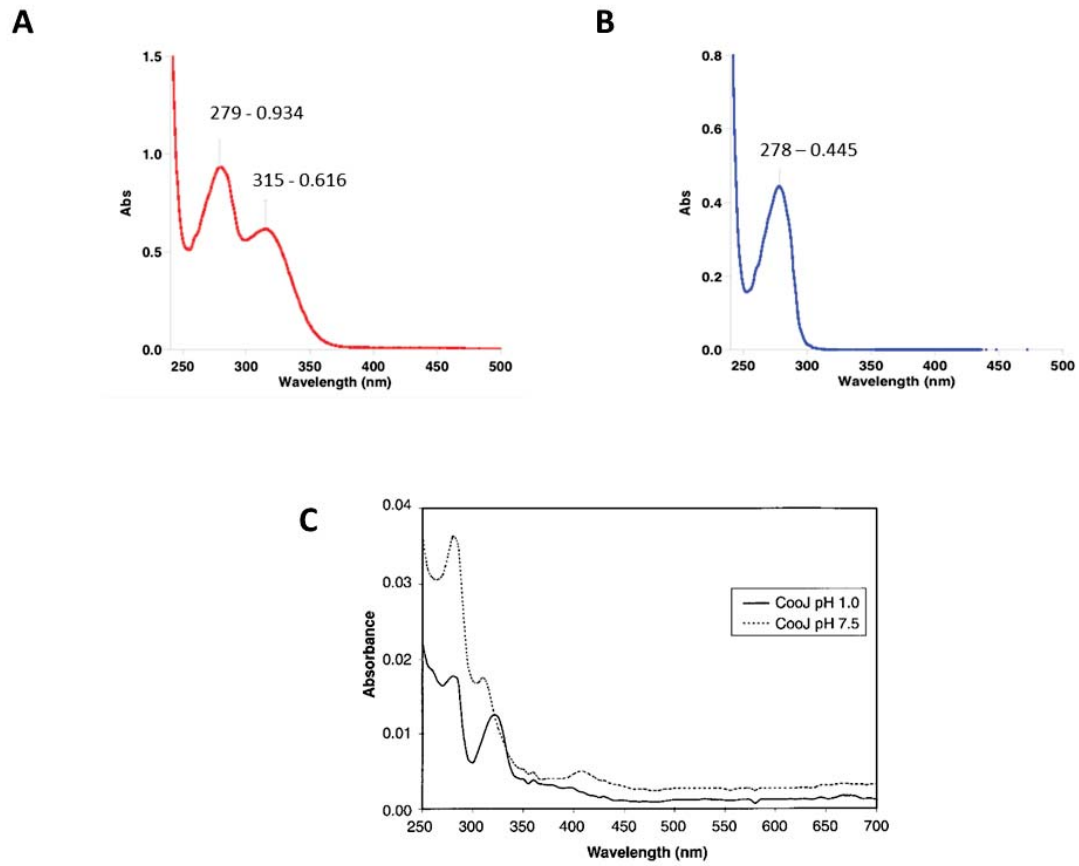 A
1.5
1.0
0.5
0.0
Abs
279 - 0.934
315 - 0.616
250 300 350 400 450 500
Wavelength (nm)
B
0.8
0.6
0.4
0.2
0.0
Abs
278 – 0.445
250 300 350 400 450 500
Wavelength (nm)
C
0.04
0.03
0.02
0.01
0.00
Absorbance
CooJ pH 1.0
CooJ pH 7.5
250 300 350 400 450 500 550 600 650 700
Wavelength (nm)